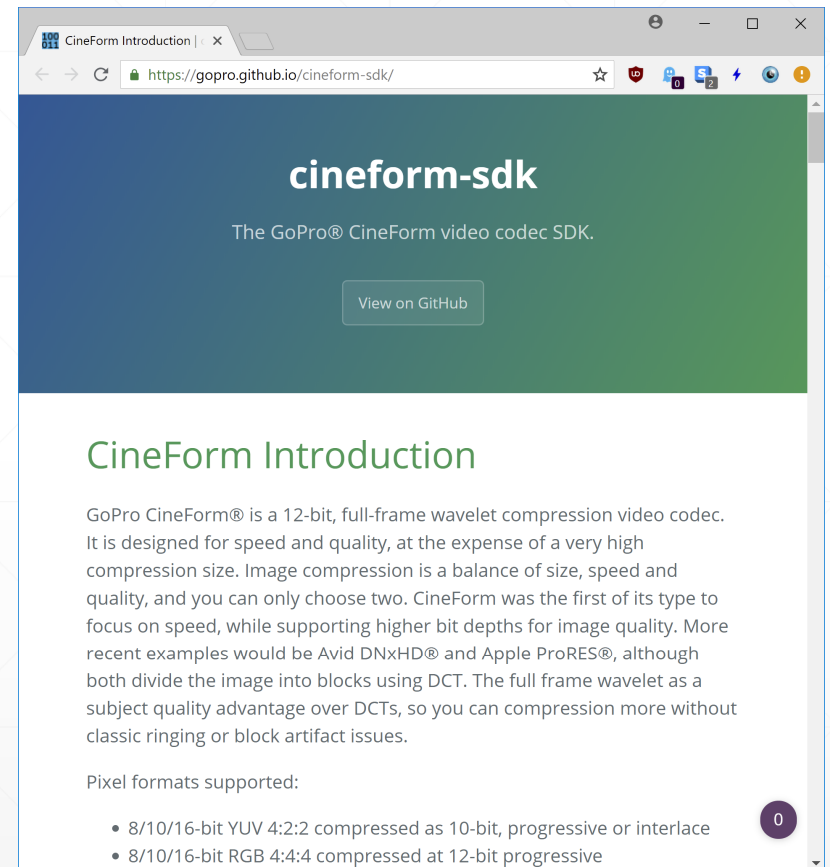 100
011
CineForm Introduction | c
https://gopro.github.io/cineform-sdk/
0
2
cineform-sdk
The GoPro® CineForm video codec SDK.
View on GitHub
CineForm Introduction
GoPro CineForm® is a 12-bit, full-frame wavelet compression video codec.
It is designed for speed and quality, at the expense of a very high
compression size. Image compression is a balance of size, speed and
quality, and you can only choose two. CineForm was the first of its type to
focus on speed, while supporting higher bit depths for image quality. More
recent examples would be Avid DNxHD® and Apple ProRES®, although
both divide the image into blocks using DCT. The full frame wavelet as a
subject quality advantage over DCTs, so you can compression more without
classic ringing or block artifact issues.
Pixel formats supported:
• 8/10/16-bit YUV 4:2:2 compressed as 10-bit, progressive or interlace
0
• 8/10/16-bit RGB 4:4:4 compressed at 12-bit progressive